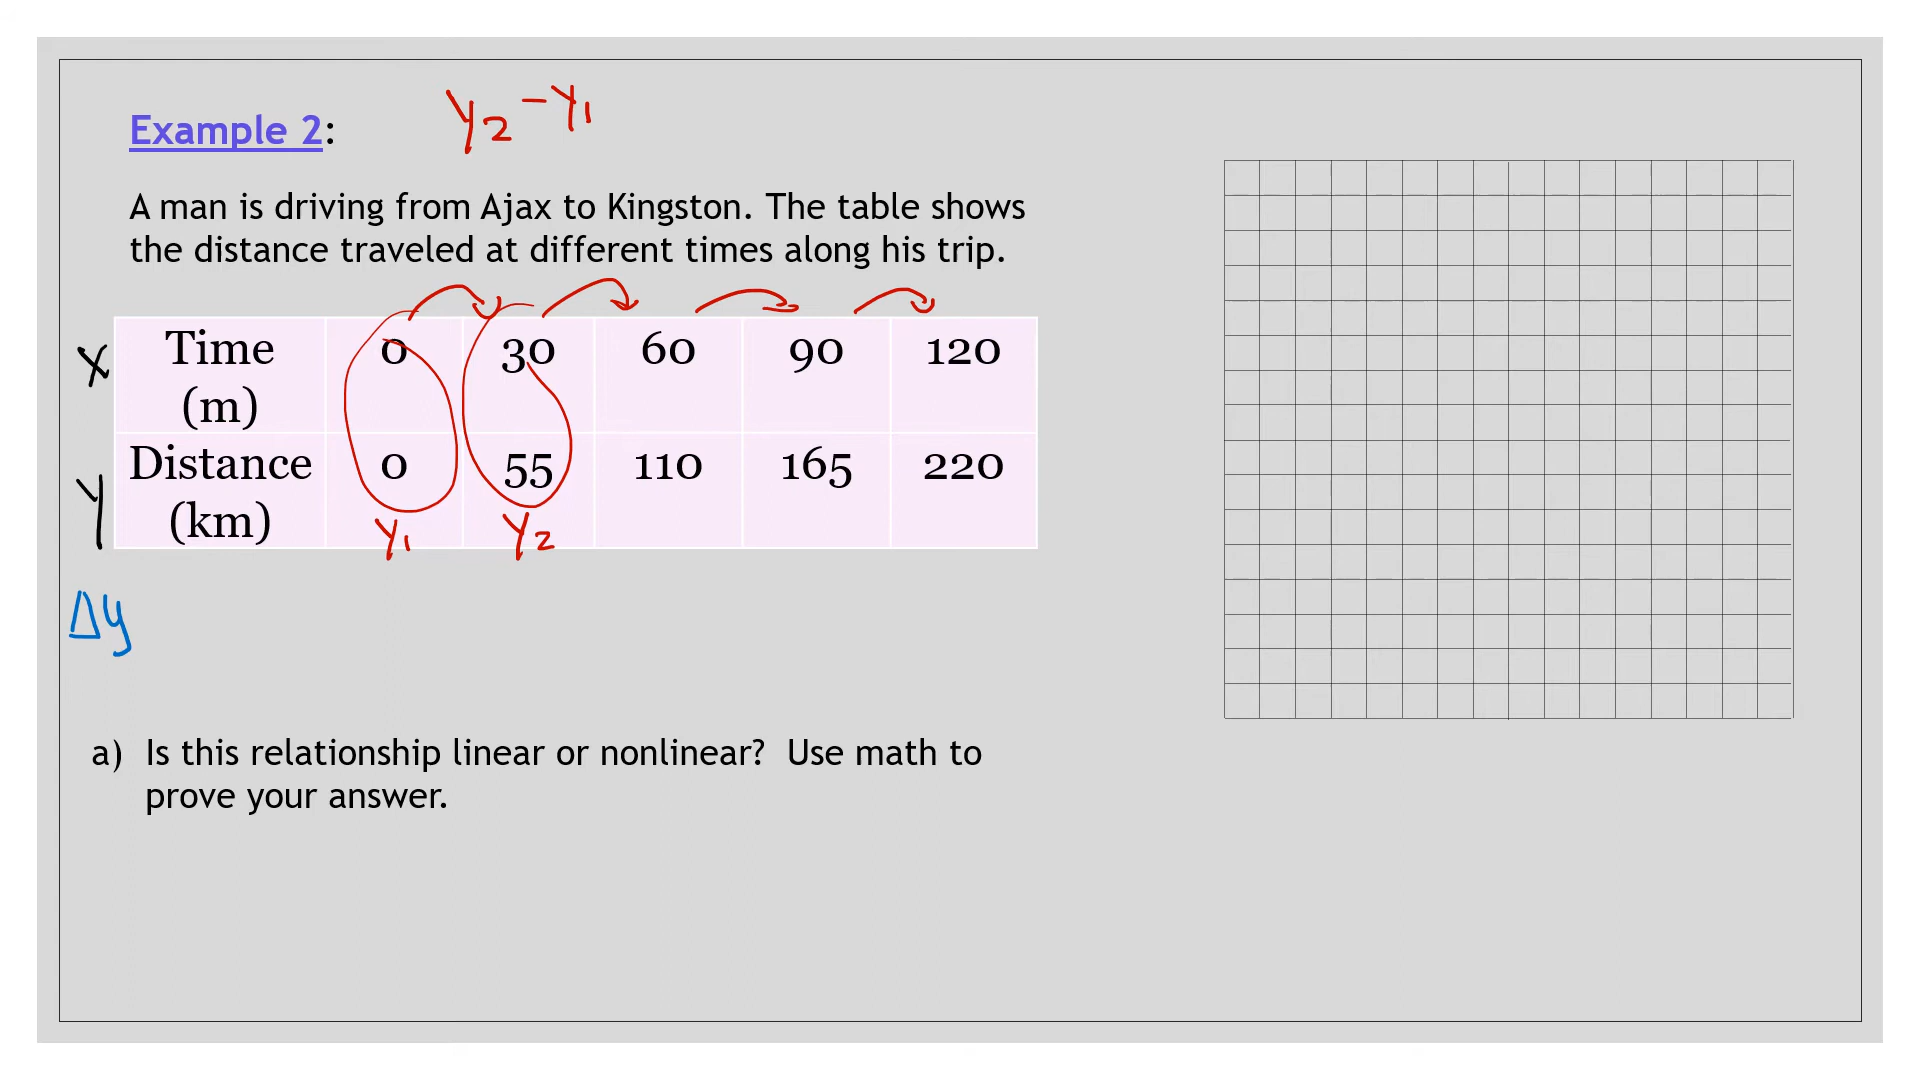 Example 2:
y₂ - y₁
A man is driving from Ajax to Kingston. The table shows
the distance traveled at different times along his trip.
x
Time (m) 0 30 60 90 120
y
Distance (km) 0 55 110 165 220
y₁ y₂
Δy
a) Is this relationship linear or nonlinear? Use math to
prove your answer.